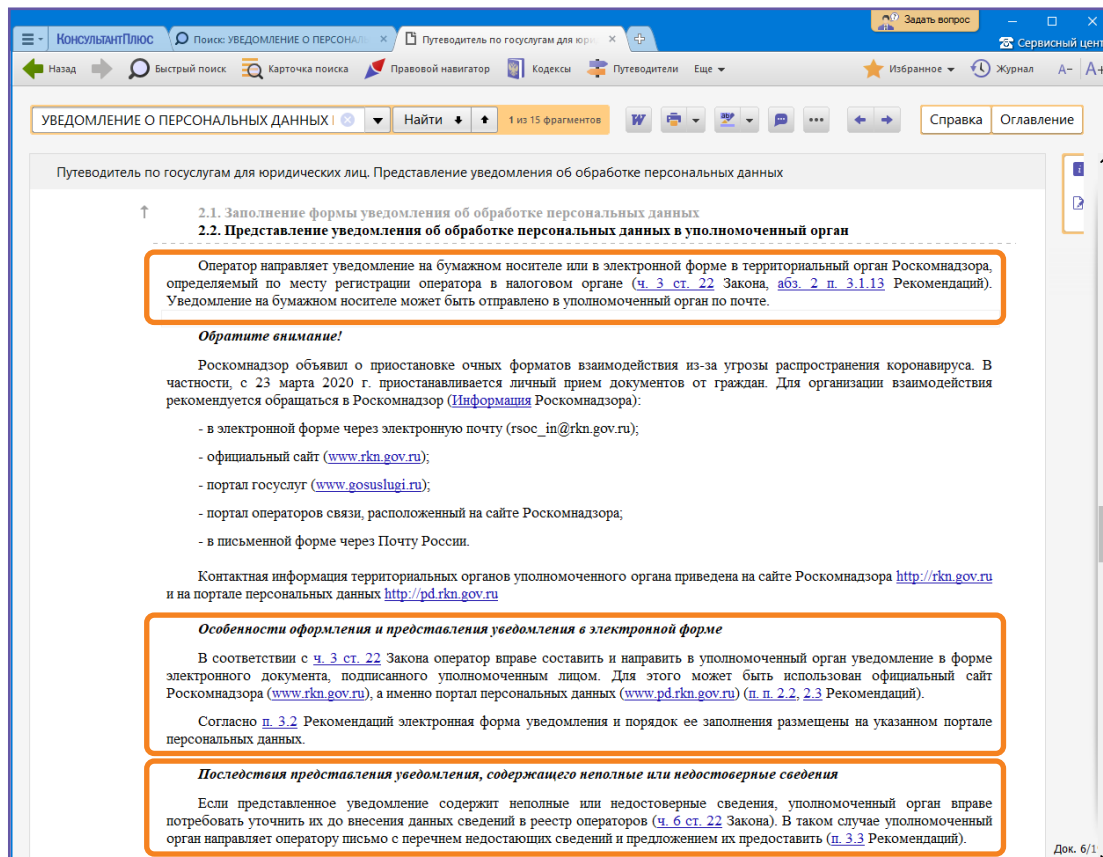 Задать вопрос
КонсультантПлюс
Поиск: УВЕДОМЛЕНИЕ О ПЕРСОНАЛЬ
Путеводитель по госуслугам для юри
Сервисный цент
Назад
Быстрый поиск
Карточка поиска
Правовой навигатор
Кодексы
Путеводители
Еще
Избранное
Журнал
A-
A+
УВЕДОМЛЕНИЕ О ПЕРСОНАЛЬНЫХ ДАННЫХ
Найти
1 из 15 фрагментов
Справка
Оглавление
Путеводитель по госуслугам для юридических лиц. Представление уведомления об обработке персональных данных
2.1. Заполнение формы уведомления об обработке персональных данных
2.2. Представление уведомления об обработке персональных данных в уполномоченный орган
Оператор направляет уведомление на бумажном носителе или в электронной форме в территориальный орган Роскомнадзора,
определяемый по месту регистрации оператора в налоговом органе (ч. 3 ст. 22 Закона, абз. 2 п. 3.1.13 Рекомендаций).
Уведомление на бумажном носителе может быть отправлено в уполномоченный орган по почте.
Обратите внимание!
Роскомнадзор объявил о приостановке очных форматов взаимодействия из-за угрозы распространения коронавируса. В
частности, с 23 марта 2020 г. приостанавливается личный прием документов от граждан. Для организации взаимодействия
рекомендуется обращаться в Роскомнадзор (Информация Роскомнадзора):
- в электронной форме через электронную почту (rsoc_in@rkn.gov.ru);
- официальный сайт (www.rkn.gov.ru);
- портал госуслуг (www.gosuslugi.ru);
- портал операторов связи, расположенный на сайте Роскомнадзора;
- в письменной форме через Почту России.
Контактная информация территориальных органов уполномоченного органа приведена на сайте Роскомнадзора http://rkn.gov.ru
и на портале персональных данных http://pd.rkn.gov.ru
Особенности оформления и представления уведомления в электронной форме
В соответствии с ч. 3 ст. 22 Закона оператор вправе составить и направить в уполномоченный орган уведомление в форме
электронного документа, подписанного уполномоченным лицом. Для этого может быть использован официальный сайт
Роскомнадзора (www.rkn.gov.ru), а именно портал персональных данных (www.pd.rkn.gov.ru) (п. п. 2.2, 2.3 Рекомендаций).
Согласно п. 3.2 Рекомендаций электронная форма уведомления и порядок ее заполнения размещены на указанном портале
персональных данных.
Последствия представления уведомления, содержащего неполные или недостоверные сведения
Если представленное уведомление содержит неполные или недостоверные сведения, уполномоченный орган вправе
потребовать уточнить их до внесения данных сведений в реестр операторов (ч. 6 ст. 22 Закона). В таком случае уполномоченный
орган направляет оператору письмо с перечнем недостающих сведений и предложением их предоставить (п. 3.3 Рекомендаций).
Док. 6/1